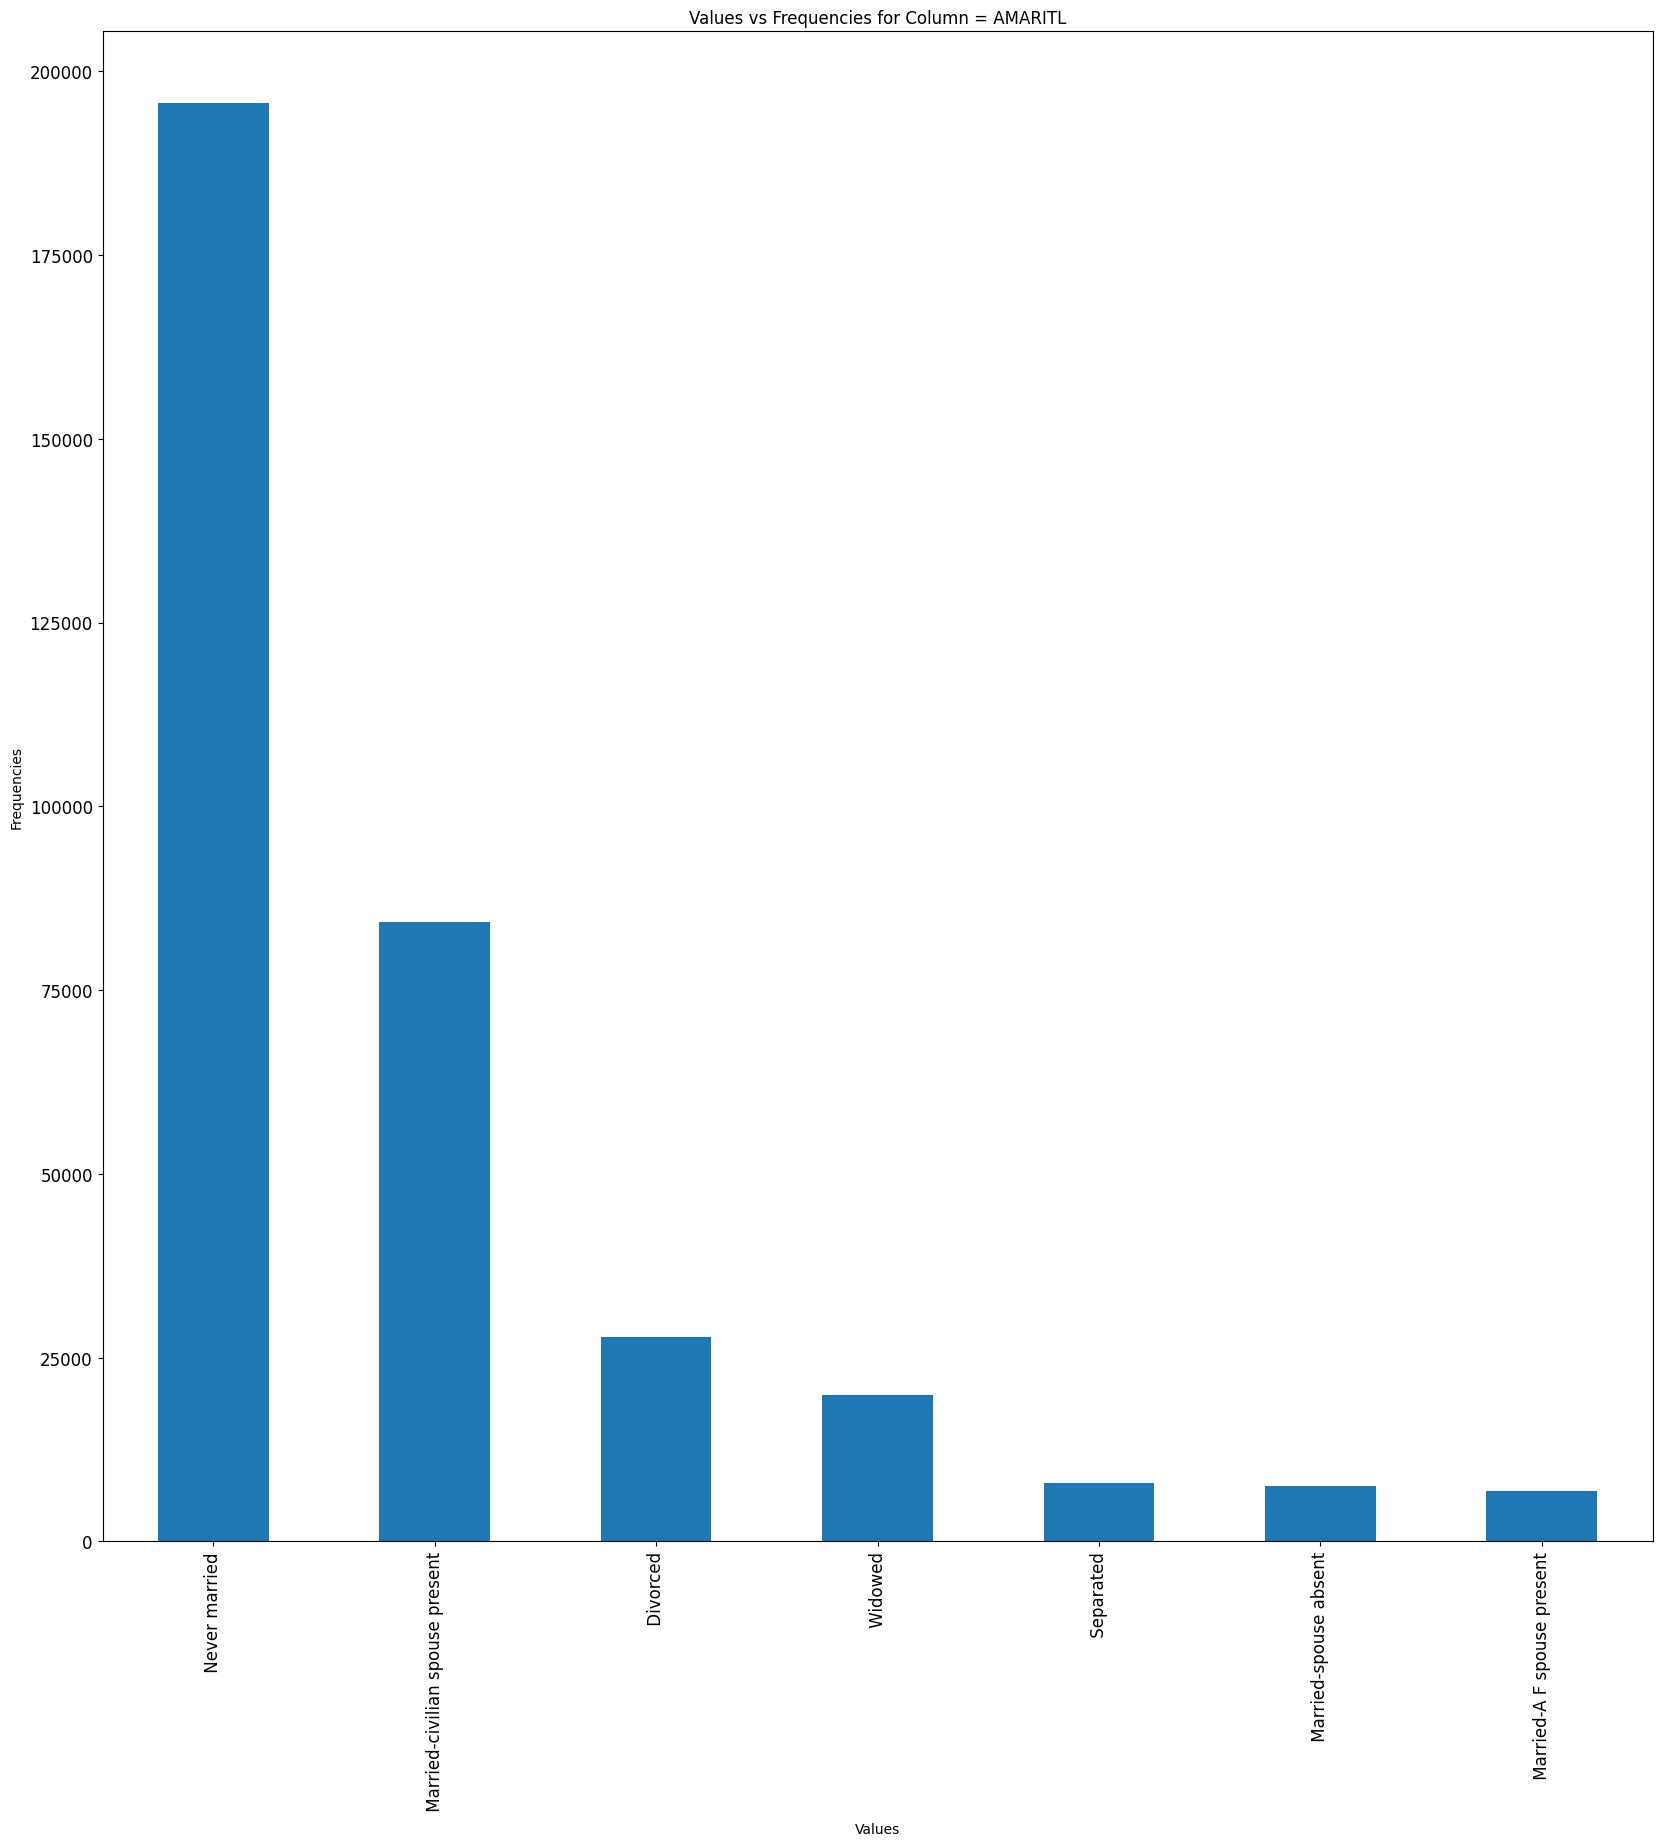 Values vs Frequencies for Column = AMARITL
200000
175000
150000
125000
100000
75000
50000
25000
0
Frequencies
Never married
Married-civilian spouse present
Divorced
Widowed
Separated
Married-spouse absent
Married-A F spouse present
Values